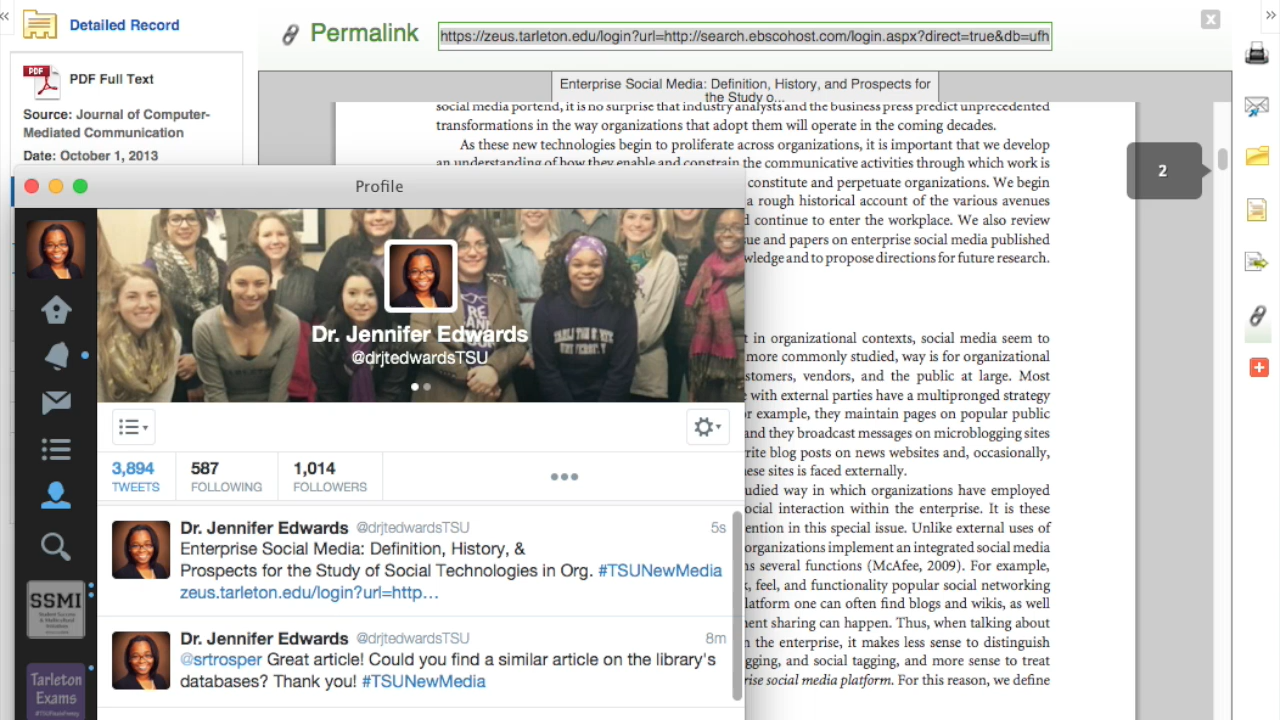 Detailed Record
PDF
PDF Full Text
Source: Journal of Computer-
Mediated Communication
Date: October 1, 2013
Permalink
https://zeus.tarleton.edu/login?url=http://search.ebscohost.com/login.aspx?direct=true&db=ufh
Enterprise Social Media: Definition, History, and Prospects for
the Study o...
social media portend, it is no surprise that industry analysts and the business press predict unprecedented
transformations in the way organizations that adopt them will operate in the coming decades.
As these new technologies begin to proliferate across organizations, it is important that we develop
an understanding of how they enable and constrain the communicative activities through which work is
constitute and perpetuate organizations. We begin
a rough historical account of the various avenues
d continue to enter the workplace. We also review
sue and papers on enterprise social media published
wledge and to propose directions for future research.
t in organizational contexts, social media seem to
more commonly studied, way is for organizational
stomers, vendors, and the public at large. Most
e with external parties have a multipronged strategy
or example, they maintain pages on popular public
and they broadcast messages on microblogging sites
rite blog posts on news websites and, occasionally,
ese sites is faced externally.
udied way in which organizations have employed
ocial interaction within the enterprise. It is these
ention in this special issue. Unlike external uses of
organizations implement an integrated social media
s several functions (McAfee, 2009). For example,
k, feel, and functionality popular social networking
latform one can often find blogs and wikis, as well
ent sharing can happen. Thus, when talking about
n the enterprise, it makes less sense to distinguish
gging, and social tagging, and more sense to treat
rise social media platform. For this reason, we define
2
Profile
Dr. Jennifer Edwards
@drjtedwardsTSU
TARLETON STATE
UNIVERSITY
3,894
TWEETS
587
FOLLOWING
1,014
FOLLOWERS
Dr. Jennifer Edwards @drjtedwardsTSU 5s
Enterprise Social Media: Definition, History, &
Prospects for the Study of Social Technologies in Org. #TSUNewMedia
zeus.tarleton.edu/login?url=http…
Dr. Jennifer Edwards @drjtedwardsTSU 8m
@srtrosper Great article! Could you find a similar article on the library's
databases? Thank you! #TSUNewMedia
SSMI
Student Success
& Multicultural
Initiatives
Tarleton
Exams